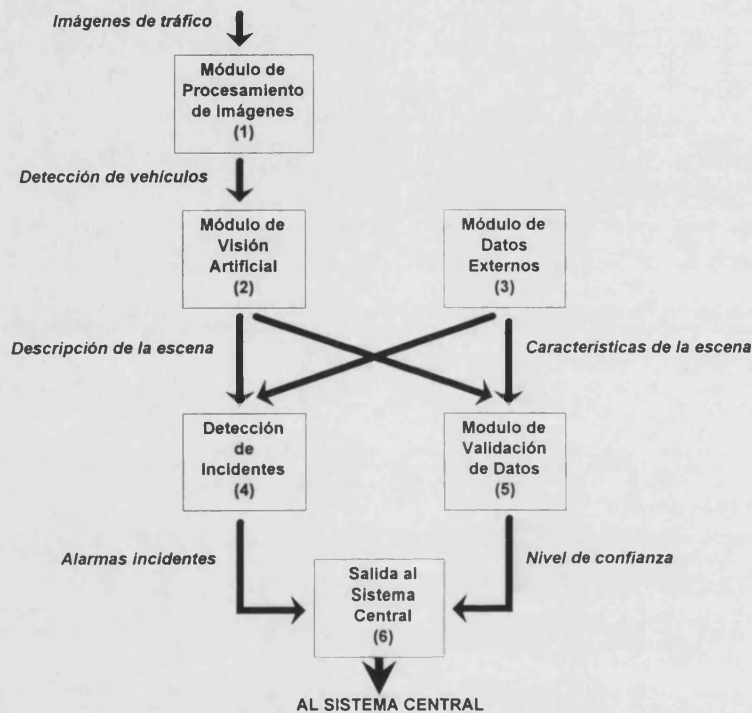 Imágenes de tráfico
Módulo de
Procesamiento
de Imágenes
(1)
Detección de vehículos
Módulo de
Visión
Artificial
(2)
Módulo de
Datos
Externos
(3)
Descripción de la escena
Características de la escena
Detección
de
Incidentes
(4)
Modulo de
Validación
de Datos
(5)
Alarmas incidentes
Nivel de confianza
Salida al
Sistema
Central
(6)
AL SISTEMA CENTRAL